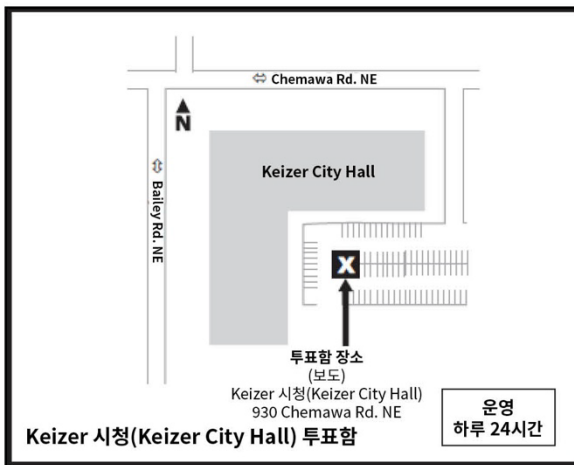 ⇔ Chemawa Rd. NE
N
Keizer City Hall
⇔ Bailey Rd. NE
X
투표함 장소
(보도)
Keizer 시청(Keizer City Hall)
930 Chemawa Rd. NE
Keizer 시청(Keizer City Hall) 투표함
운영
하루 24시간